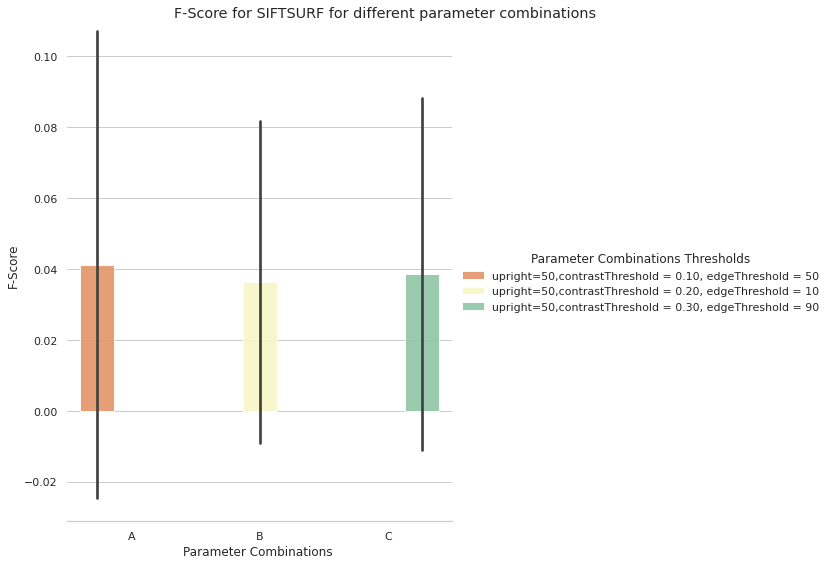 F-Score for SIFTSURF for different parameter combinations
0.10
0.08
0.06
0.04
0.02
0.00
−0.02
F-Score
A B C
Parameter Combinations
Parameter Combinations Thresholds
upright=50,contrastThreshold = 0.10, edgeThreshold = 50
upright=50,contrastThreshold = 0.20, edgeThreshold = 10
upright=50,contrastThreshold = 0.30, edgeThreshold = 90